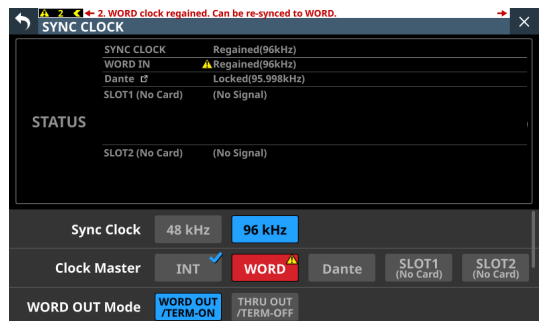 2 ← 2. WORD clock regained. Can be re-synced to WORD. →
SYNC CLOCK
SYNC CLOCK Regained(96kHz)
WORD IN Regained(96kHz)
Dante Locked(95.998kHz)
SLOT1 (No Card) (No Signal)
STATUS
SLOT2 (No Card) (No Signal)
Sync Clock 48 kHz 96 kHz
Clock Master INT WORD Dante SLOT1 (No Card) SLOT2 (No Card)
WORD OUT Mode WORD OUT /TERM-ON THRU OUT /TERM-OFF